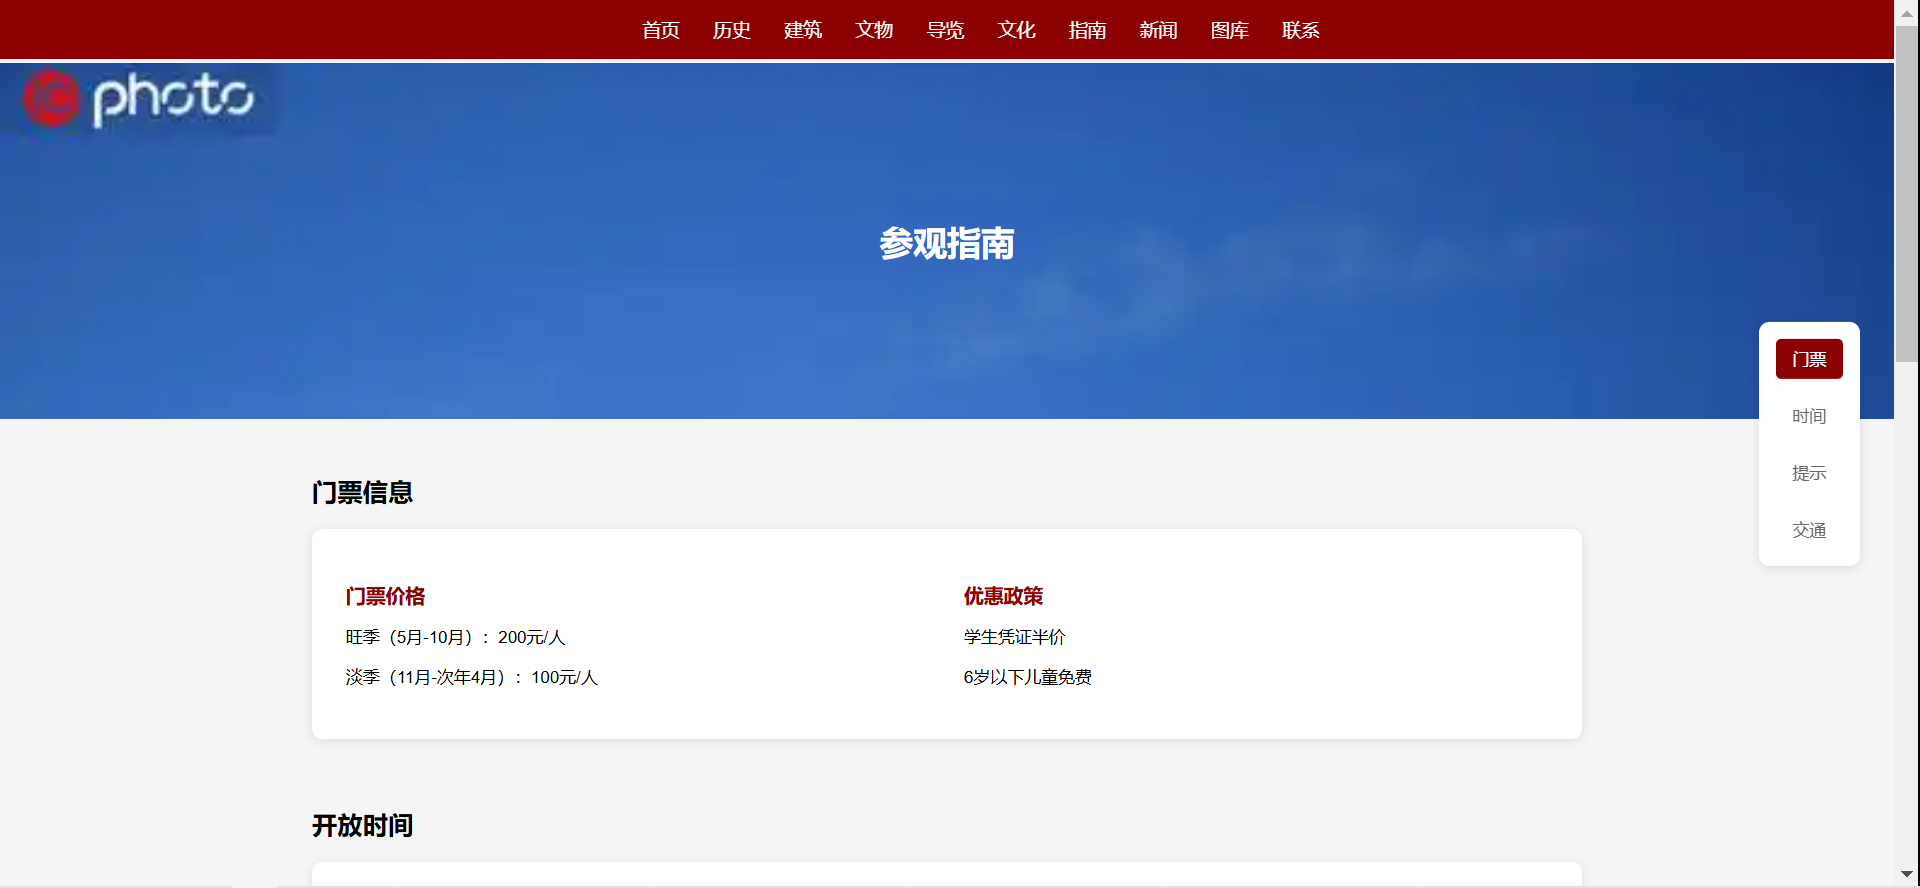 首页 历史 建筑 文物 导览 文化 指南 新闻 图库 联系
IC photo
参观指南
门票
时间
提示
交通
门票信息
门票价格
旺季（5月-10月）：200元/人
淡季（11月-次年4月）：100元/人
优惠政策
学生凭证半价
6岁以下儿童免费
开放时间